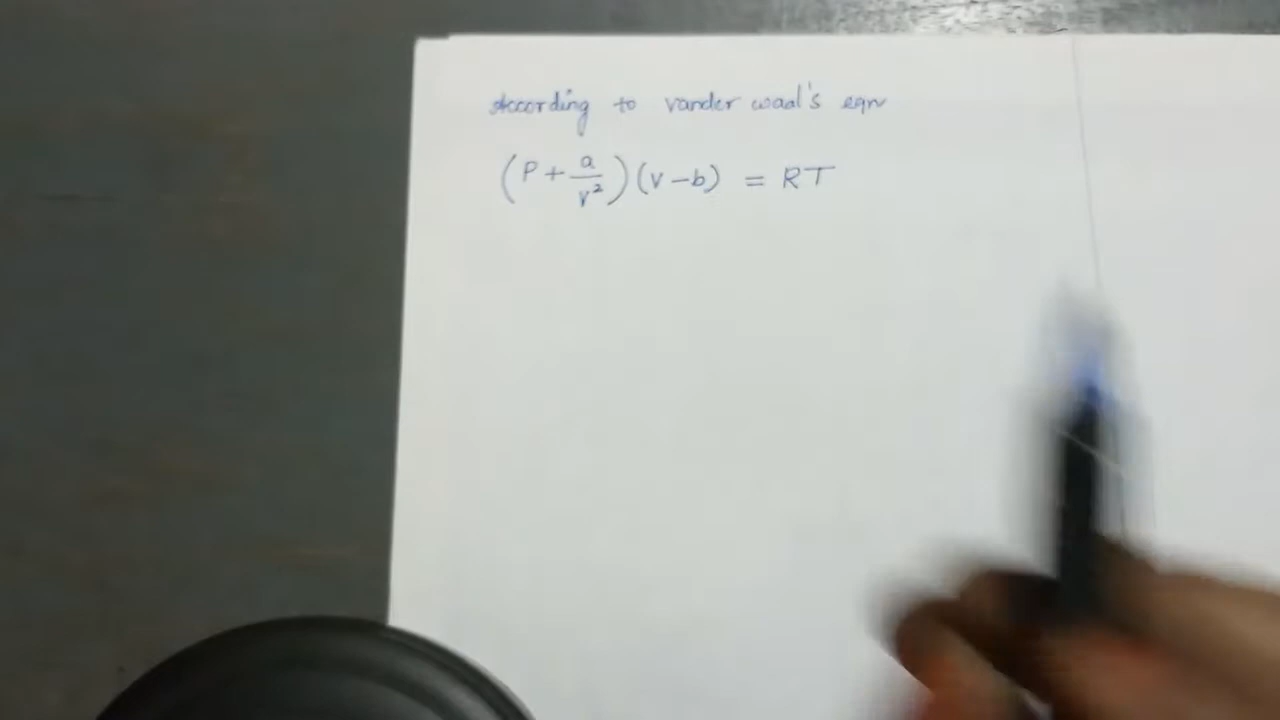 According to vander waal's eqn
(P + a/v²) (v - b) = RT